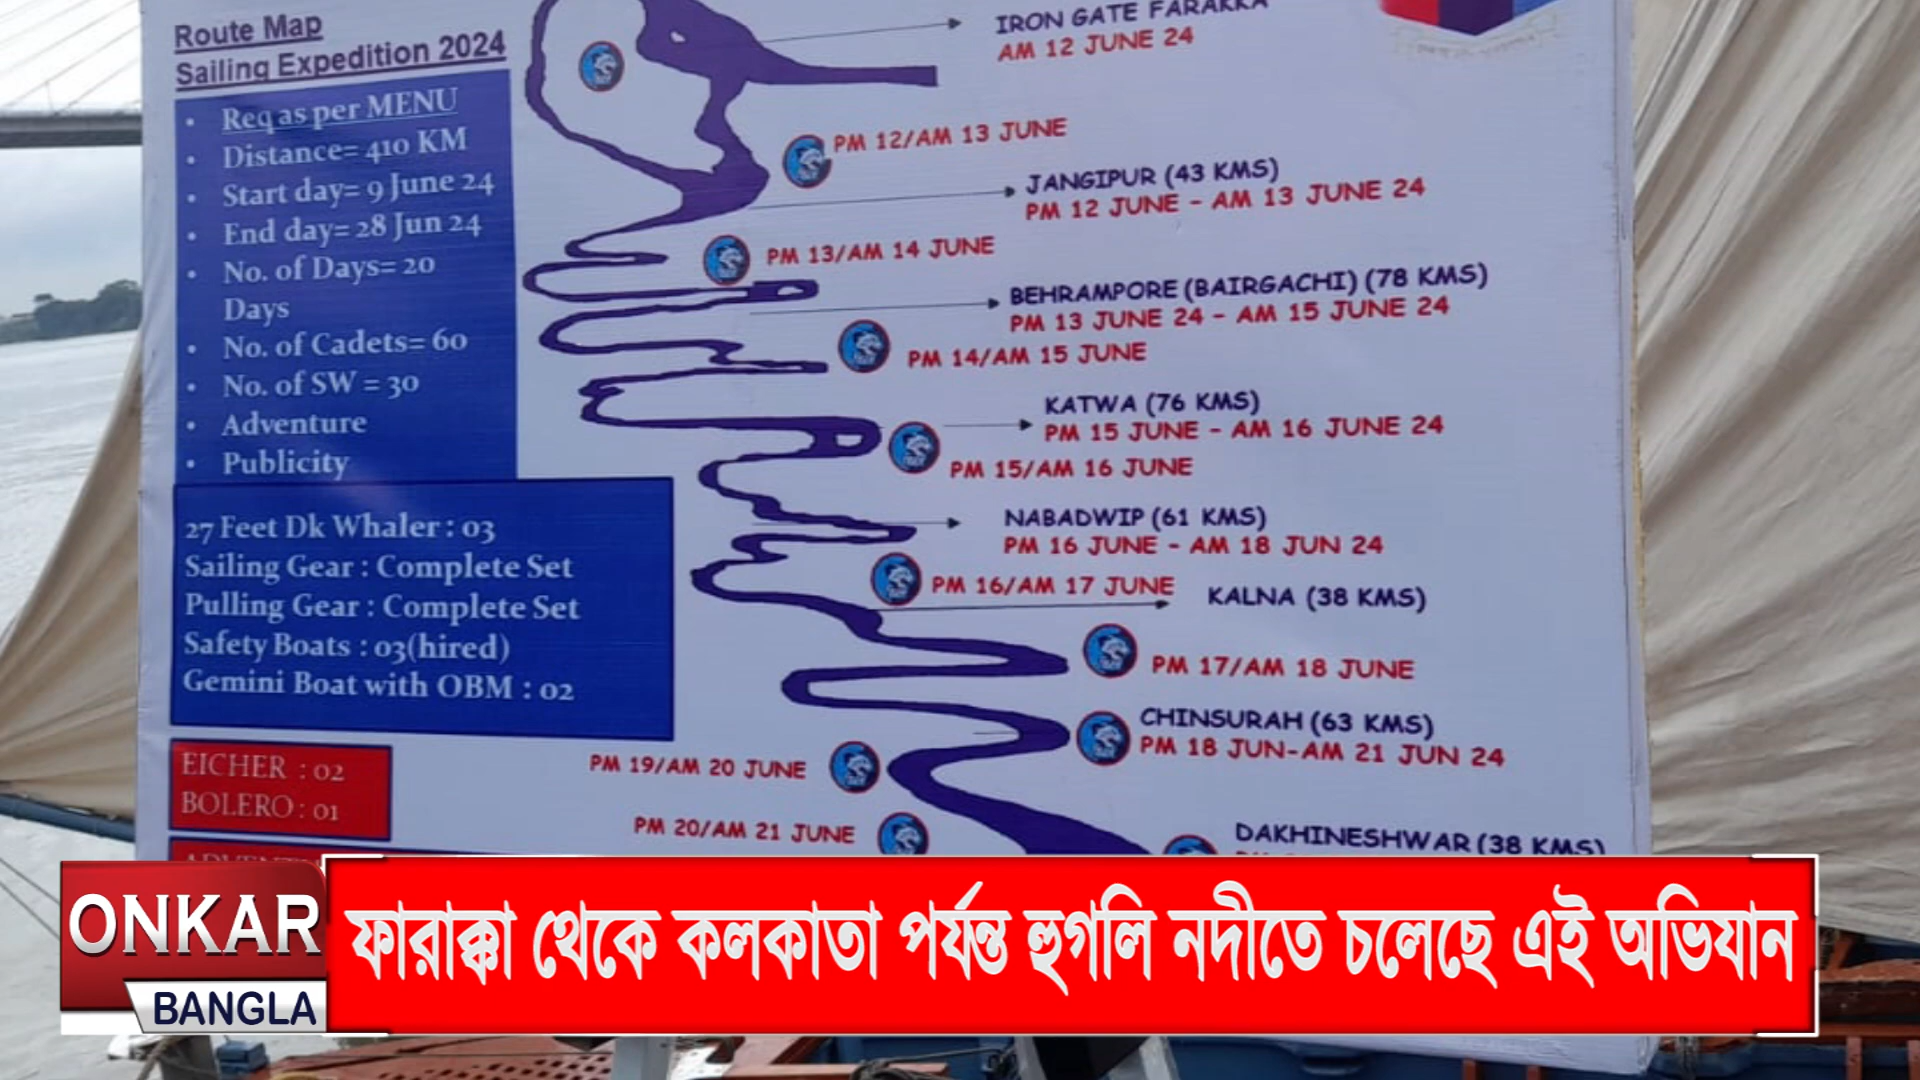 Route Map
Sailing Expedition 2024
• Req as per MENU
• Distance= 410 KM
• Start day= 9 June 24
• End day= 28 Jun 24
• No. of Days= 20
Days
• No. of Cadets= 60
• No. of SW = 30
• Adventure
• Publicity
27 Feet Dk Whaler : 03
Sailing Gear : Complete Set
Pulling Gear : Complete Set
Safety Boats : 03(hired)
Gemini Boat with OBM : 02
EICHER : 02
BOLERO : 01
IRON GATE FARAKKA
AM 12 JUNE 24
PM 12/AM 13 JUNE
JANGIPUR (43 KMS)
PM 12 JUNE - AM 13 JUNE 24
PM 13/AM 14 JUNE
BEHRAMPORE (BAIRGACHI) (78 KMS)
PM 13 JUNE 24 - AM 15 JUNE 24
PM 14/AM 15 JUNE
KATWA (76 KMS)
PM 15 JUNE - AM 16 JUNE 24
PM 15/AM 16 JUNE
NABADWIP (61 KMS)
PM 16 JUNE - AM 18 JUN 24
PM 16/AM 17 JUNE
KALNA (38 KMS)
PM 17/AM 18 JUNE
CHINSURAH (63 KMS)
PM 18 JUN-AM 21 JUN 24
PM 19/AM 20 JUNE
PM 20/AM 21 JUNE
DAKHINESHWAR (38 KMS)
ONKAR
BANGLA
ফারাক্কা থেকে কলকাতা পর্যন্ত হুগলি নদীতে চলেছে এই অভিযান